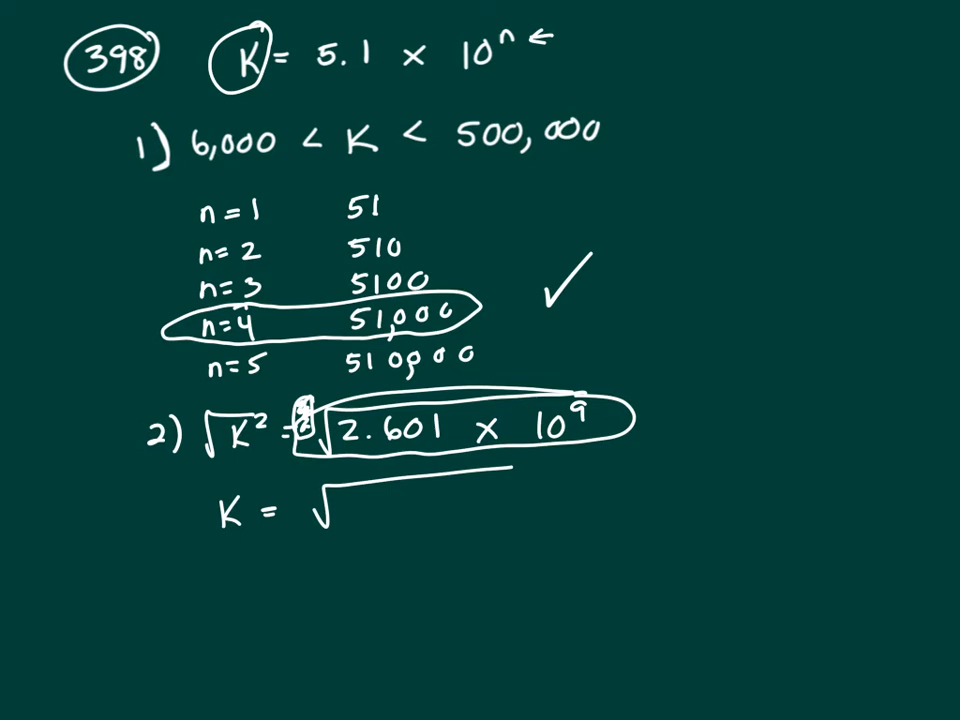 398 K = 5.1 × 10ⁿ ←
1) 6,000 < K < 500,000
n = 1 51
n = 2 510
n = 3 5100
n = 4 51,000 ✓
n = 5 510,000
2) √K² = √2.601 × 10⁹
K = √